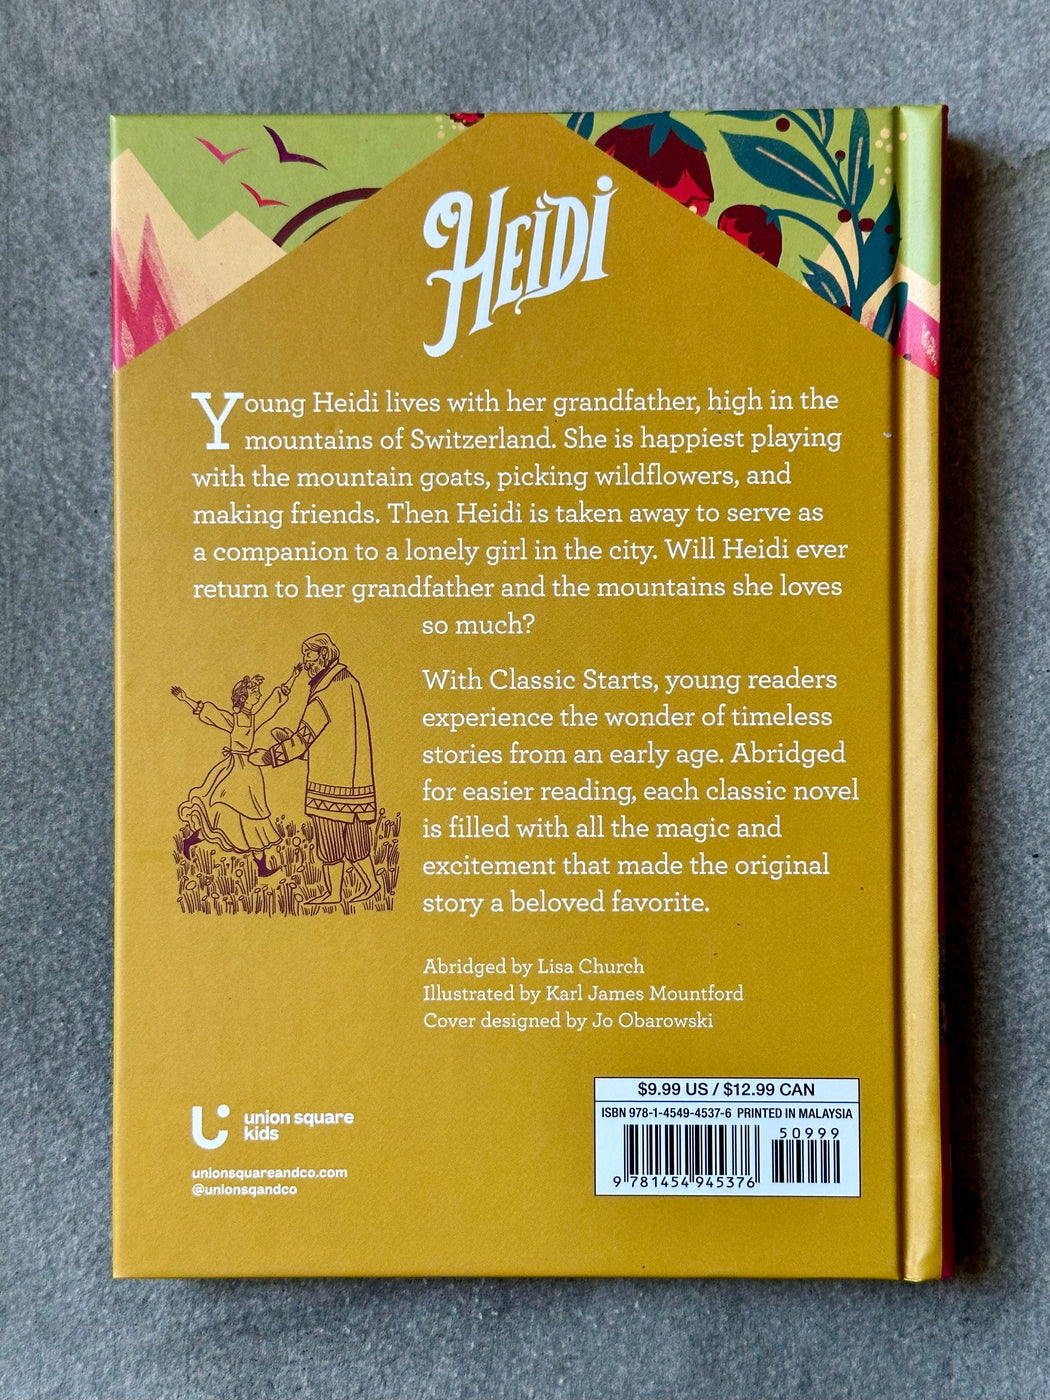 HEIDI
Young Heidi lives with her grandfather, high in the
mountains of Switzerland. She is happiest playing
with the mountain goats, picking wildflowers, and
making friends. Then Heidi is taken away to serve as
a companion to a lonely girl in the city. Will Heidi ever
return to her grandfather and the mountains she loves
so much?
With Classic Starts, young readers
experience the wonder of timeless
stories from an early age. Abridged
for easier reading, each classic novel
is filled with all the magic and
excitement that made the original
story a beloved favorite.
Abridged by Lisa Church
Illustrated by Karl James Mountford
Cover designed by Jo Obarowski
union square
kids
unionsquareandco.com
@unionsqandco
$9.99 US / $12.99 CAN
ISBN 978-1-4549-4537-6 PRINTED IN MALAYSIA
50999
9 781454 945376